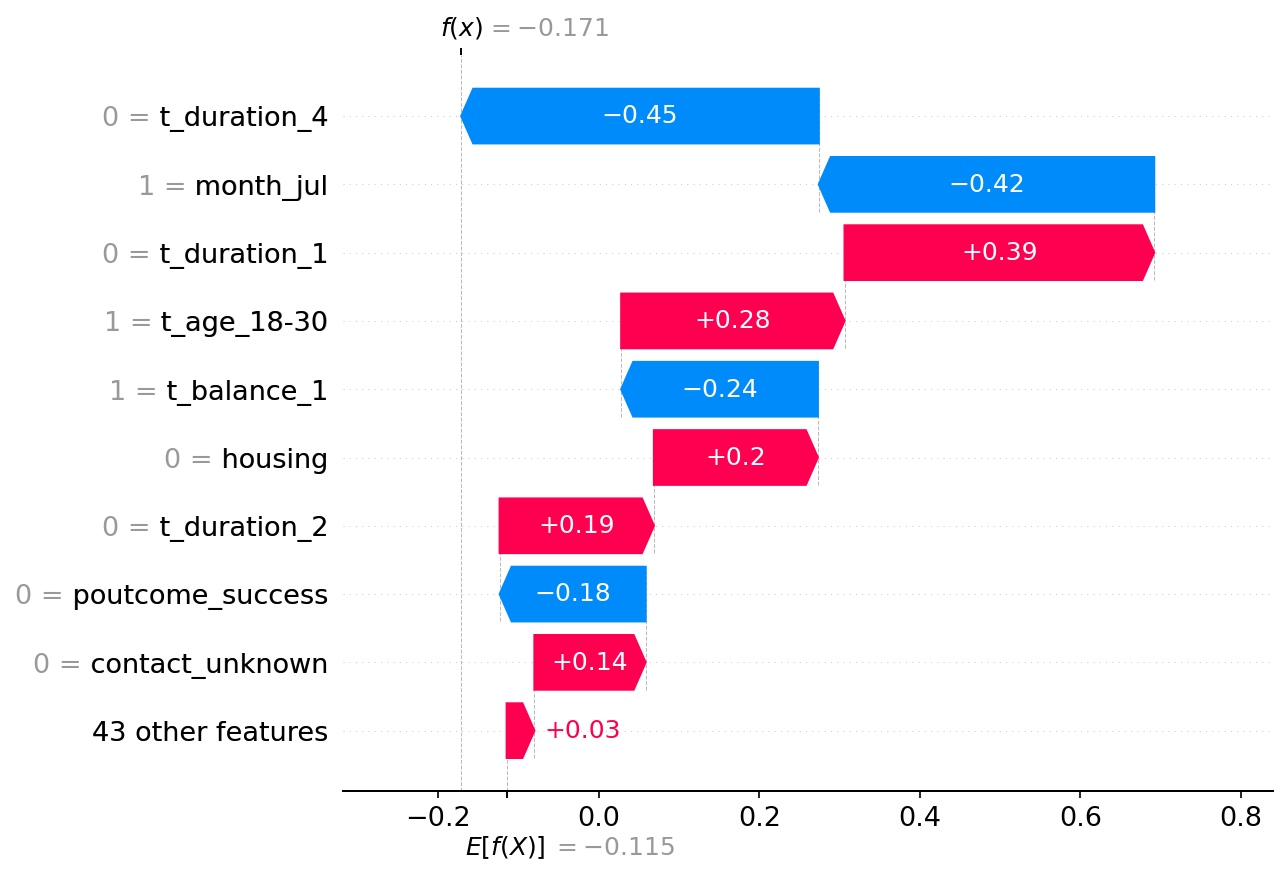 f(x) = −0.171
0 = t_duration_4
−0.45
1 = month_jul
−0.42
0 = t_duration_1
+0.39
1 = t_age_18-30
+0.28
1 = t_balance_1
−0.24
0 = housing
+0.2
0 = t_duration_2
+0.19
0 = poutcome_success
−0.18
0 = contact_unknown
+0.14
43 other features
+0.03
−0.2 0.0 0.2 0.4 0.6 0.8
E[f(X)] = −0.115